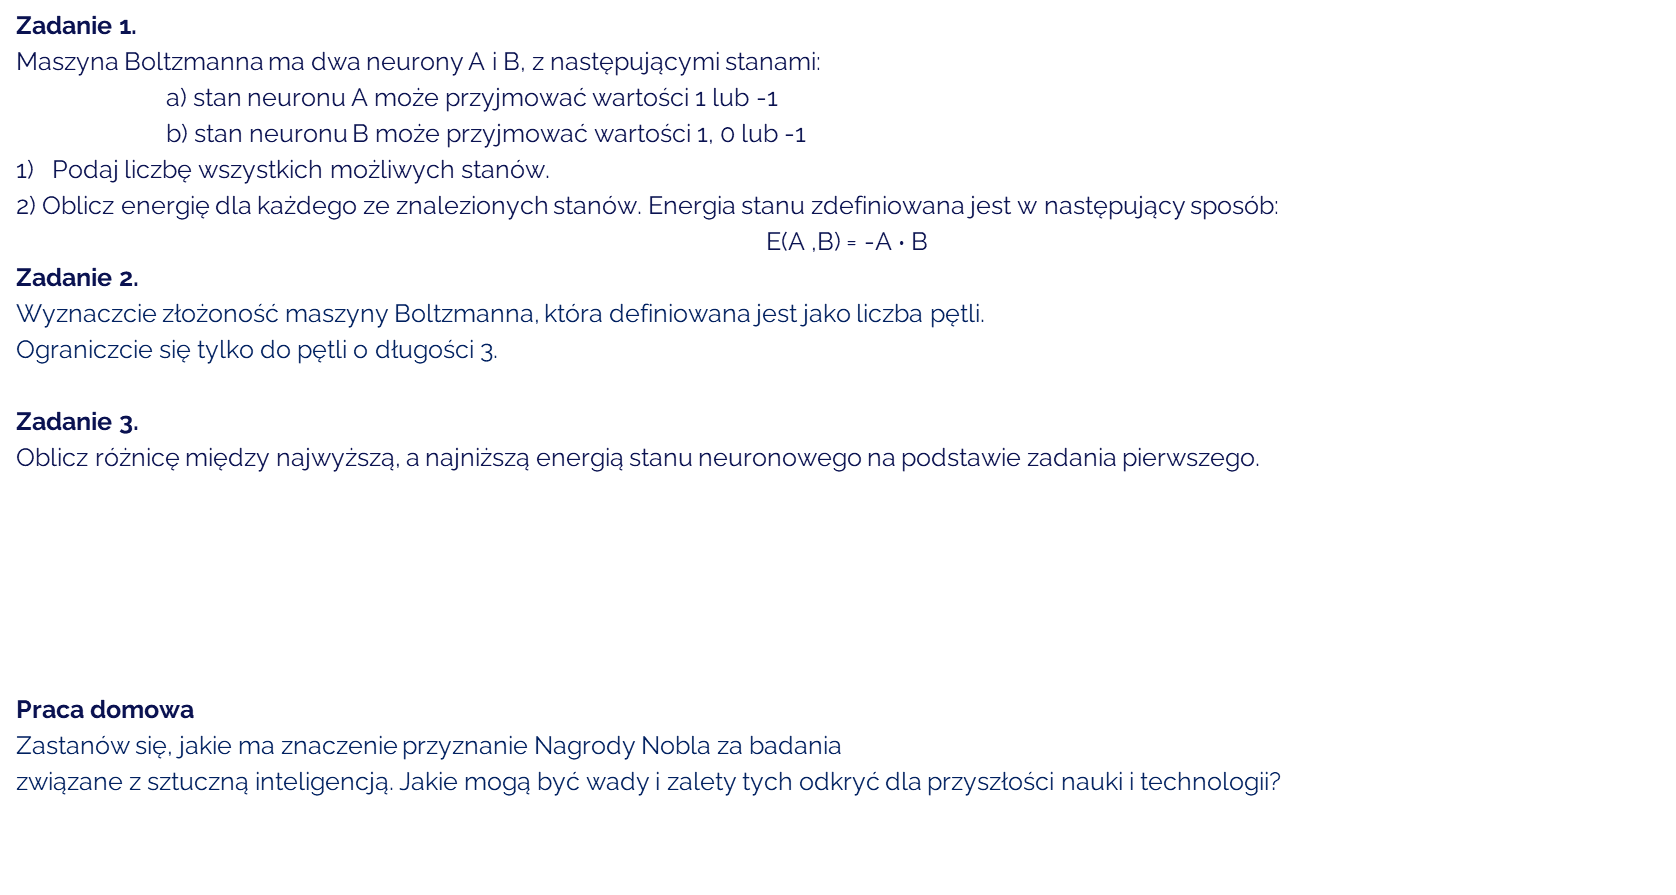 Zadanie 1.
Maszyna Boltzmanna ma dwa neurony A i B, z następującymi stanami:
a) stan neuronu A może przyjmować wartości 1 lub -1
b) stan neuronu B może przyjmować wartości 1, 0 lub -1
1) Podaj liczbę wszystkich możliwych stanów.
2) Oblicz energię dla każdego ze znalezionych stanów. Energia stanu zdefiniowana jest w następujący sposób:
E(A ,B) = -A • B
Zadanie 2.
Wyznaczcie złożoność maszyny Boltzmanna, która definiowana jest jako liczba pętli.
Ograniczcie się tylko do pętli o długości 3.
Zadanie 3.
Oblicz różnicę między najwyższą, a najniższą energią stanu neuronowego na podstawie zadania pierwszego.
Praca domowa
Zastanów się, jakie ma znaczenie przyznanie Nagrody Nobla za badania
związane z sztuczną inteligencją. Jakie mogą być wady i zalety tych odkryć dla przyszłości nauki i technologii?